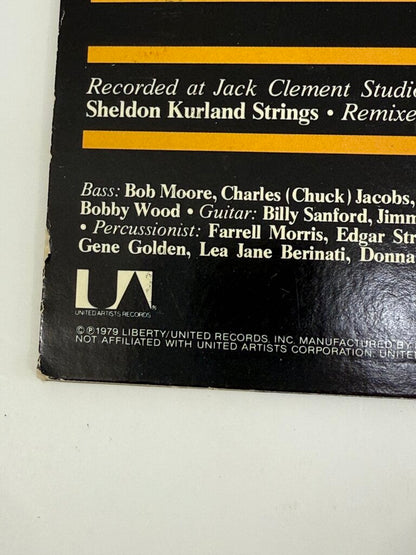 Recorded at Jack Clement Studio
Sheldon Kurland Strings • Remixe
Bass: Bob Moore, Charles (Chuck) Jacobs,
Bobby Wood • Guitar: Billy Sanford, Jimm
• Percussionist: Farrell Morris, Edgar Str
Gene Golden, Lea Jane Berinati, Donna
UA®
UNITED ARTISTS RECORDS
©℗1979 LIBERTY/UNITED RECORDS, INC. MANUFACTURED BY
NOT AFFILIATED WITH UNITED ARTISTS CORPORATION. UNITE